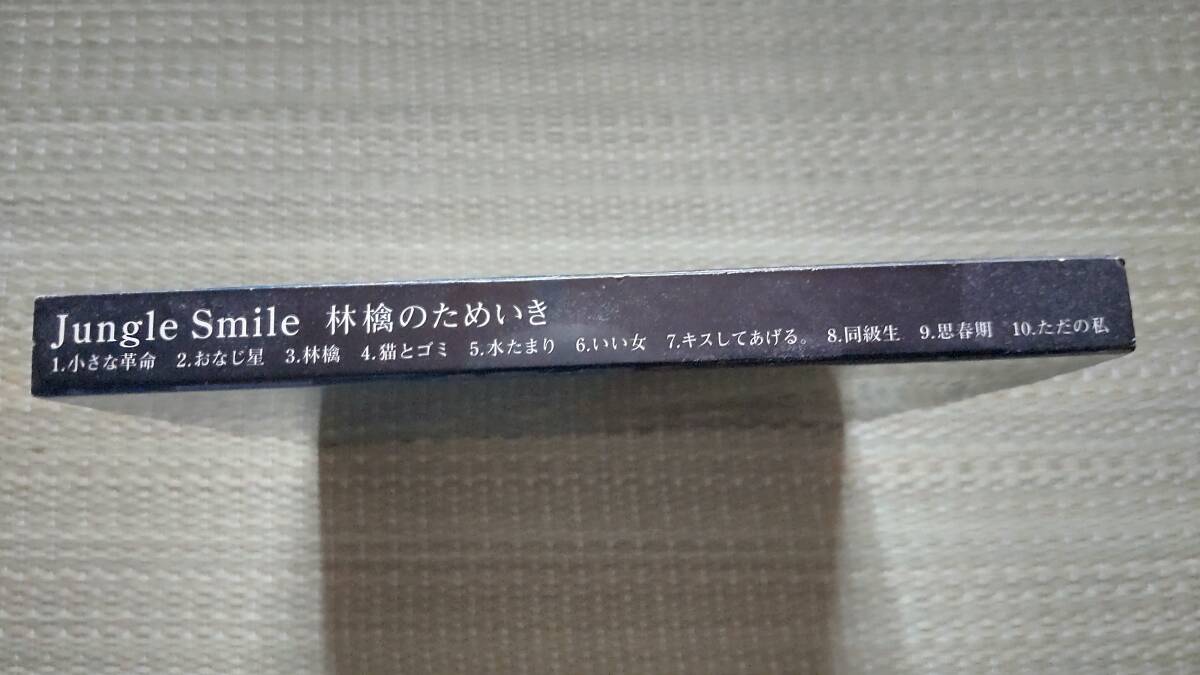 Jungle Smile 林檎のためいき
1.小さな革命 2.おなじ星 3.林檎 4.猫とゴミ 5.水たまり 6.いい女 7.キスしてあげる。 8.同級生 9.思春期 10.ただの私